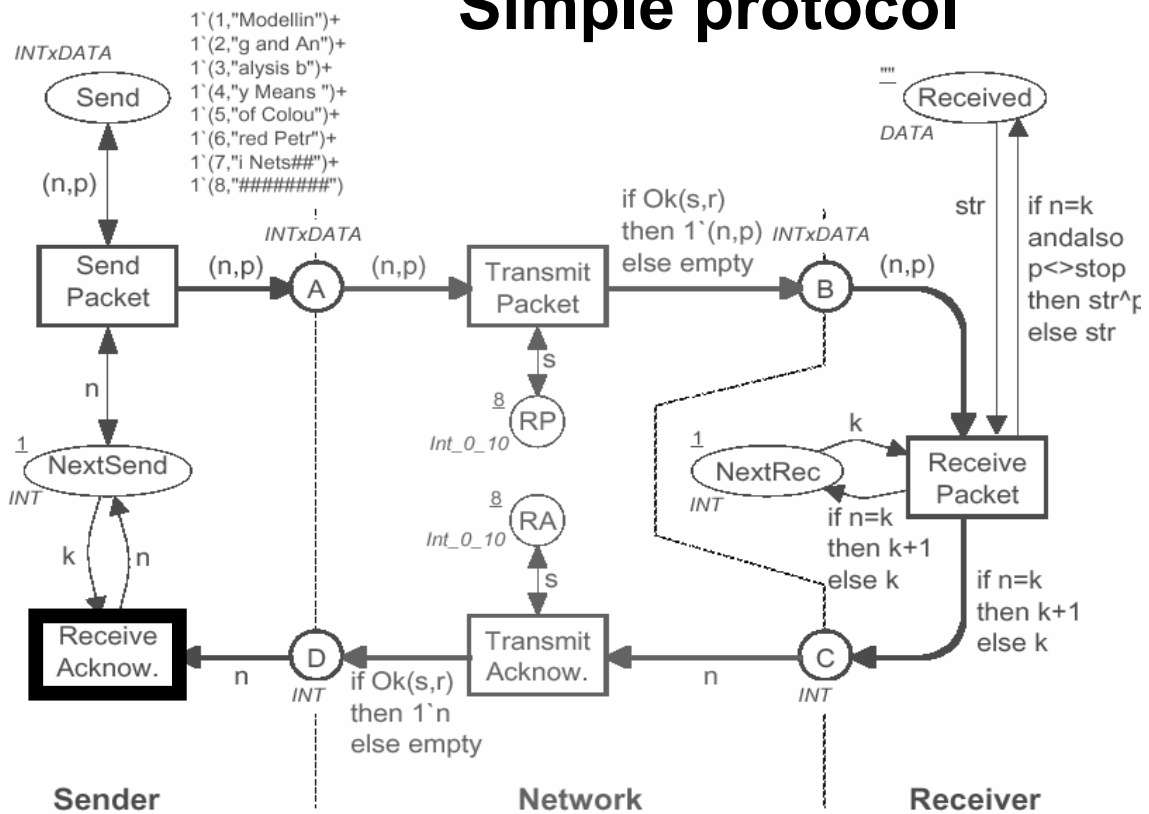 Simple protocol
1`(1,"Modellin")+
1`(2,"g and An")+
1`(3,"alysis b")+
1`(4,"y Means ")+
1`(5,"of Colou")+
1`(6,"red Petr")+
1`(7,"i Nets##")+
1`(8,"########")
INTxDATA
Send
(n,p)
Send
Packet
(n,p)
INTxDATA
A
(n,p)
Transmit
Packet
if Ok(s,r)
then 1`(n,p)
else empty
INTxDATA
B
(n,p)
""
Received
DATA
str
if n=k
andalso
p<>stop
then str^p
else str
n
1
NextSend
INT
k
n
Receive
Acknow.
s
8
RP
Int_0_10
8
RA
Int_0_10
s
1
NextRec
INT
k
if n=k
then k+1
else k
Receive
Packet
if n=k
then k+1
else k
n
D
INT
if Ok(s,r)
then 1`n
else empty
Transmit
Acknow.
n
C
INT
Sender
Network
Receiver